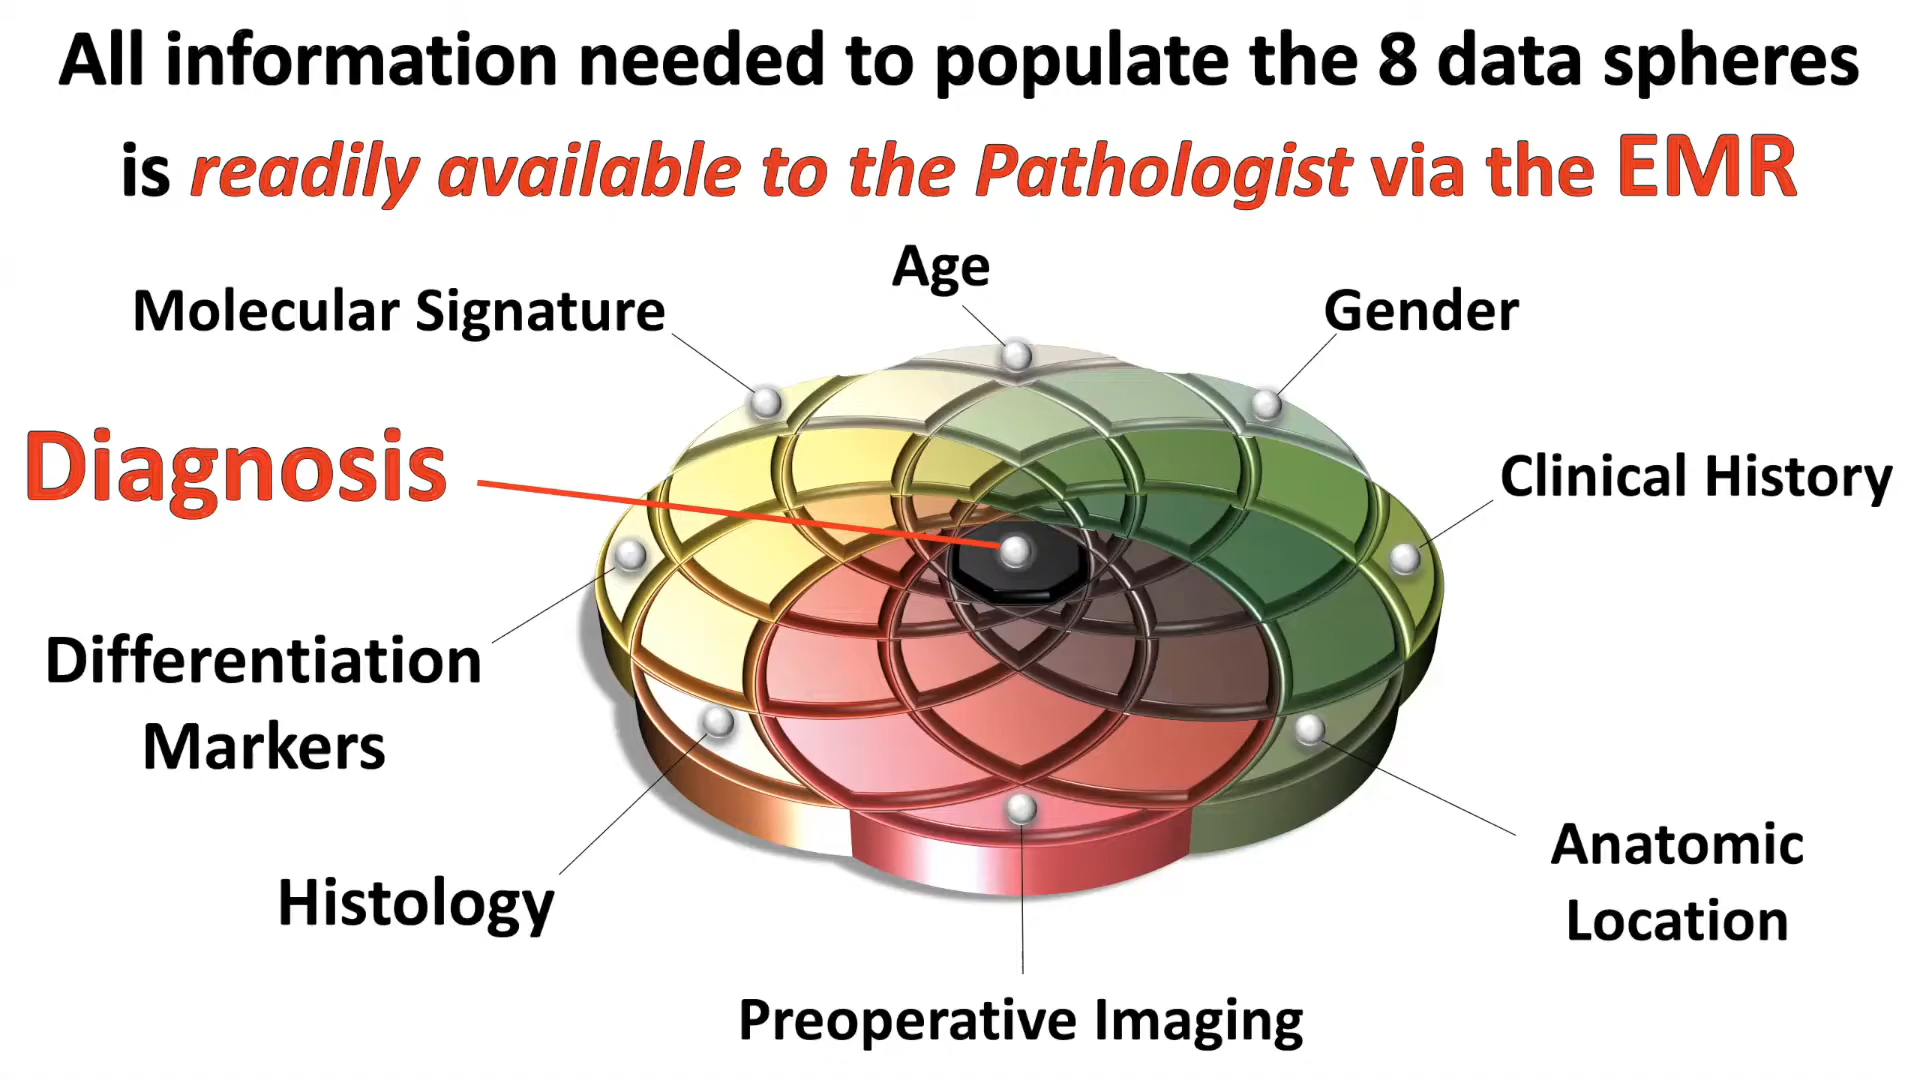 All information needed to populate the 8 data spheres
is readily available to the Pathologist via the EMR
Age
Molecular Signature
Gender
Diagnosis
Clinical History
Differentiation
Markers
Histology
Anatomic
Location
Preoperative Imaging